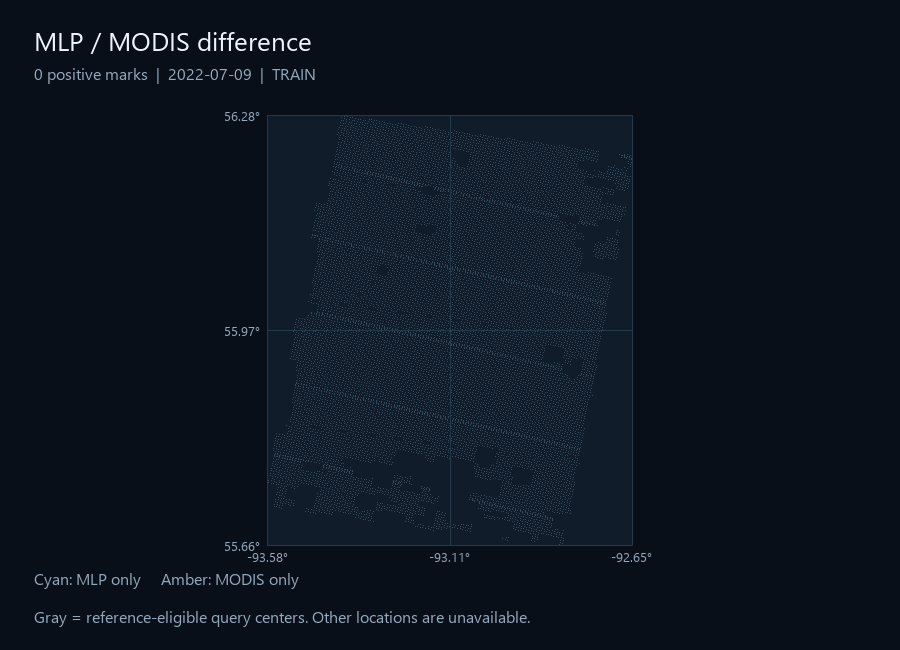 MLP / MODIS difference
0 positive marks | 2022-07-09 | TRAIN
56.28°
55.97°
55.66°
-93.58° -93.11° -92.65°
Cyan: MLP only Amber: MODIS only
Gray = reference-eligible query centers. Other locations are unavailable.